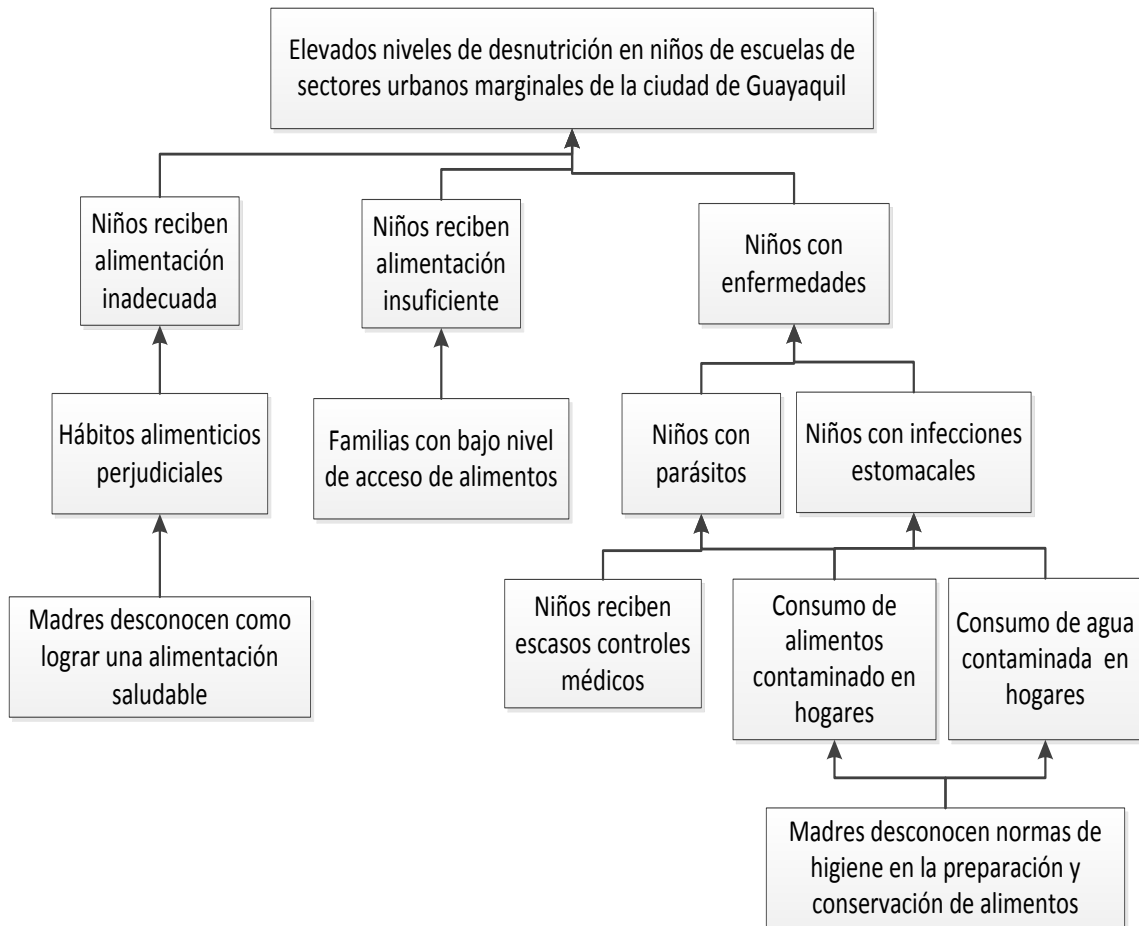 Elevados niveles de desnutrición en niños de escuelas de
sectores urbanos marginales de la ciudad de Guayaquil
Niños reciben
alimentación
inadecuada
Niños reciben
alimentación
insuficiente
Niños con
enfermedades
Hábitos alimenticios
perjudiciales
Familias con bajo nivel
de acceso de alimentos
Niños con
parásitos
Niños con infecciones
estomacales
Madres desconocen como
lograr una alimentación
saludable
Niños reciben
escasos controles
médicos
Consumo de
alimentos
contaminado en
hogares
Consumo de agua
contaminada en
hogares
Madres desconocen normas de
higiene en la preparación y
conservación de alimentos